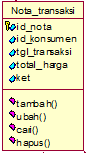 Nota_transaksi
id_nota
id_konsumen
tgl_transaksi
total_harga
ket
tambah()
ubah()
cari()
hapus()